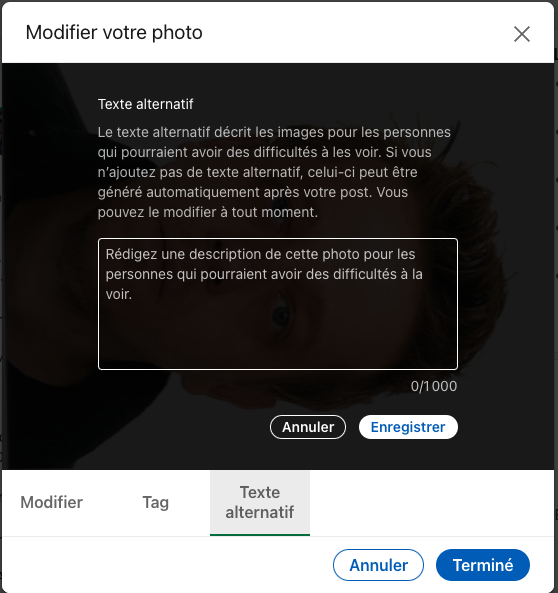 Modifier votre photo
Texte alternatif
Le texte alternatif décrit les images pour les personnes
qui pourraient avoir des difficultés à les voir. Si vous
n'ajoutez pas de texte alternatif, celui-ci peut être
généré automatiquement après votre post. Vous
pouvez le modifier à tout moment.
Rédigez une description de cette photo pour les
personnes qui pourraient avoir des difficultés à la
voir.
0/1 000
Annuler
Enregistrer
Modifier
Tag
Texte
alternatif
Annuler
Terminé